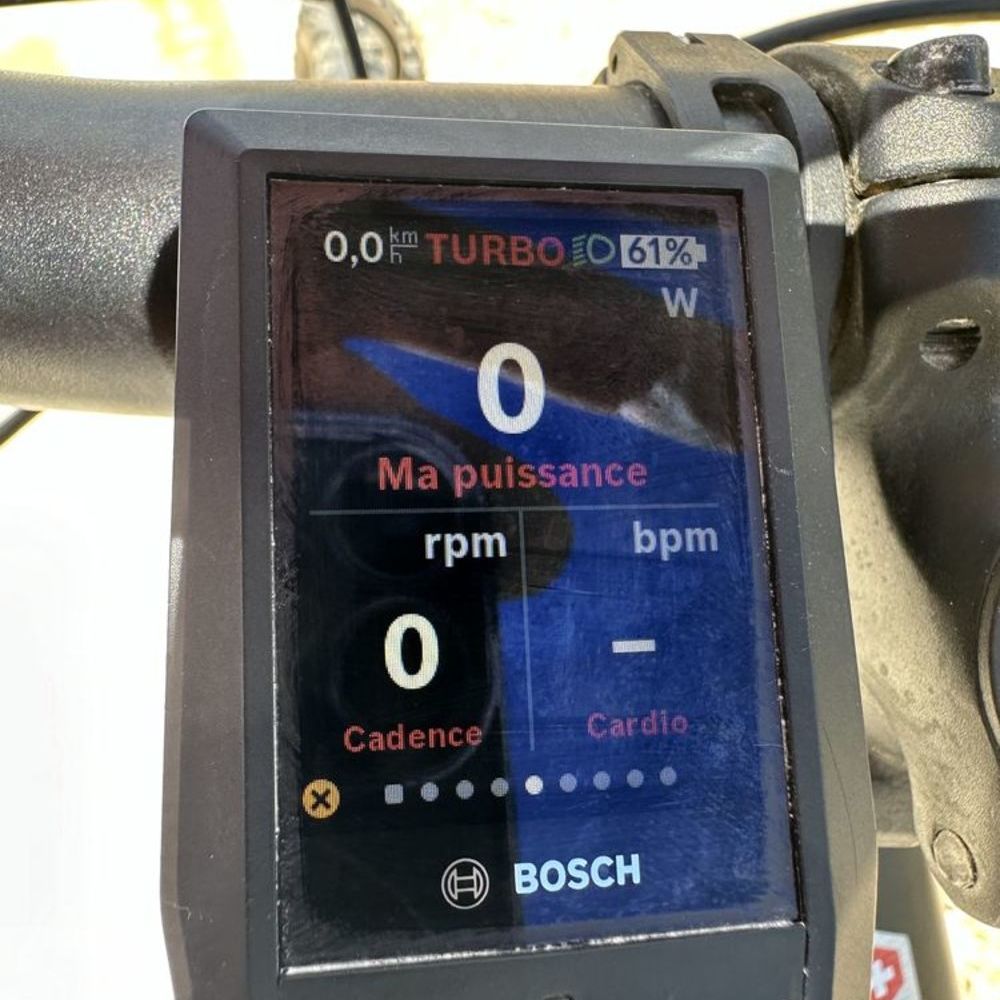 0,0 km/h TURBO 61%
W
0
Ma puissance
rpm bpm
0 –
Cadence Cardio
BOSCH